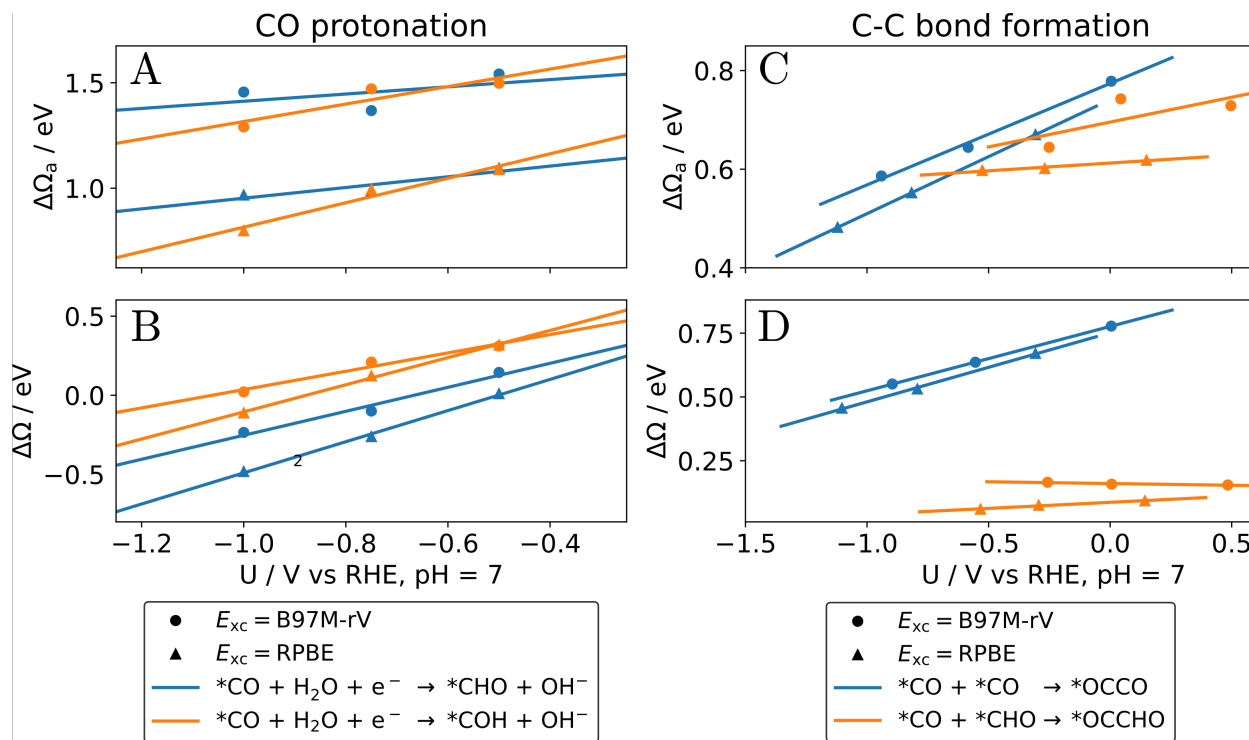 CO protonation
C-C bond formation
A
1.5
1.0
ΔΩₐ / eV
C
0.8
0.6
0.4
ΔΩₐ / eV
B
0.5
0.0
−0.5
ΔΩ / eV
2
−1.2
−1.0
−0.8
−0.6
−0.4
U / V vs RHE, pH = 7
D
0.75
0.50
0.25
ΔΩ / eV
−1.5
−1.0
−0.5
0.0
0.5
U / V vs RHE, pH = 7
E_xc = B97M-rV
E_xc = RPBE
*CO + H₂O + e⁻ → *CHO + OH⁻
*CO + H₂O + e⁻ → *COH + OH⁻
E_xc = B97M-rV
E_xc = RPBE
*CO + *CO → *OCCO
*CO + *CHO → *OCCHO